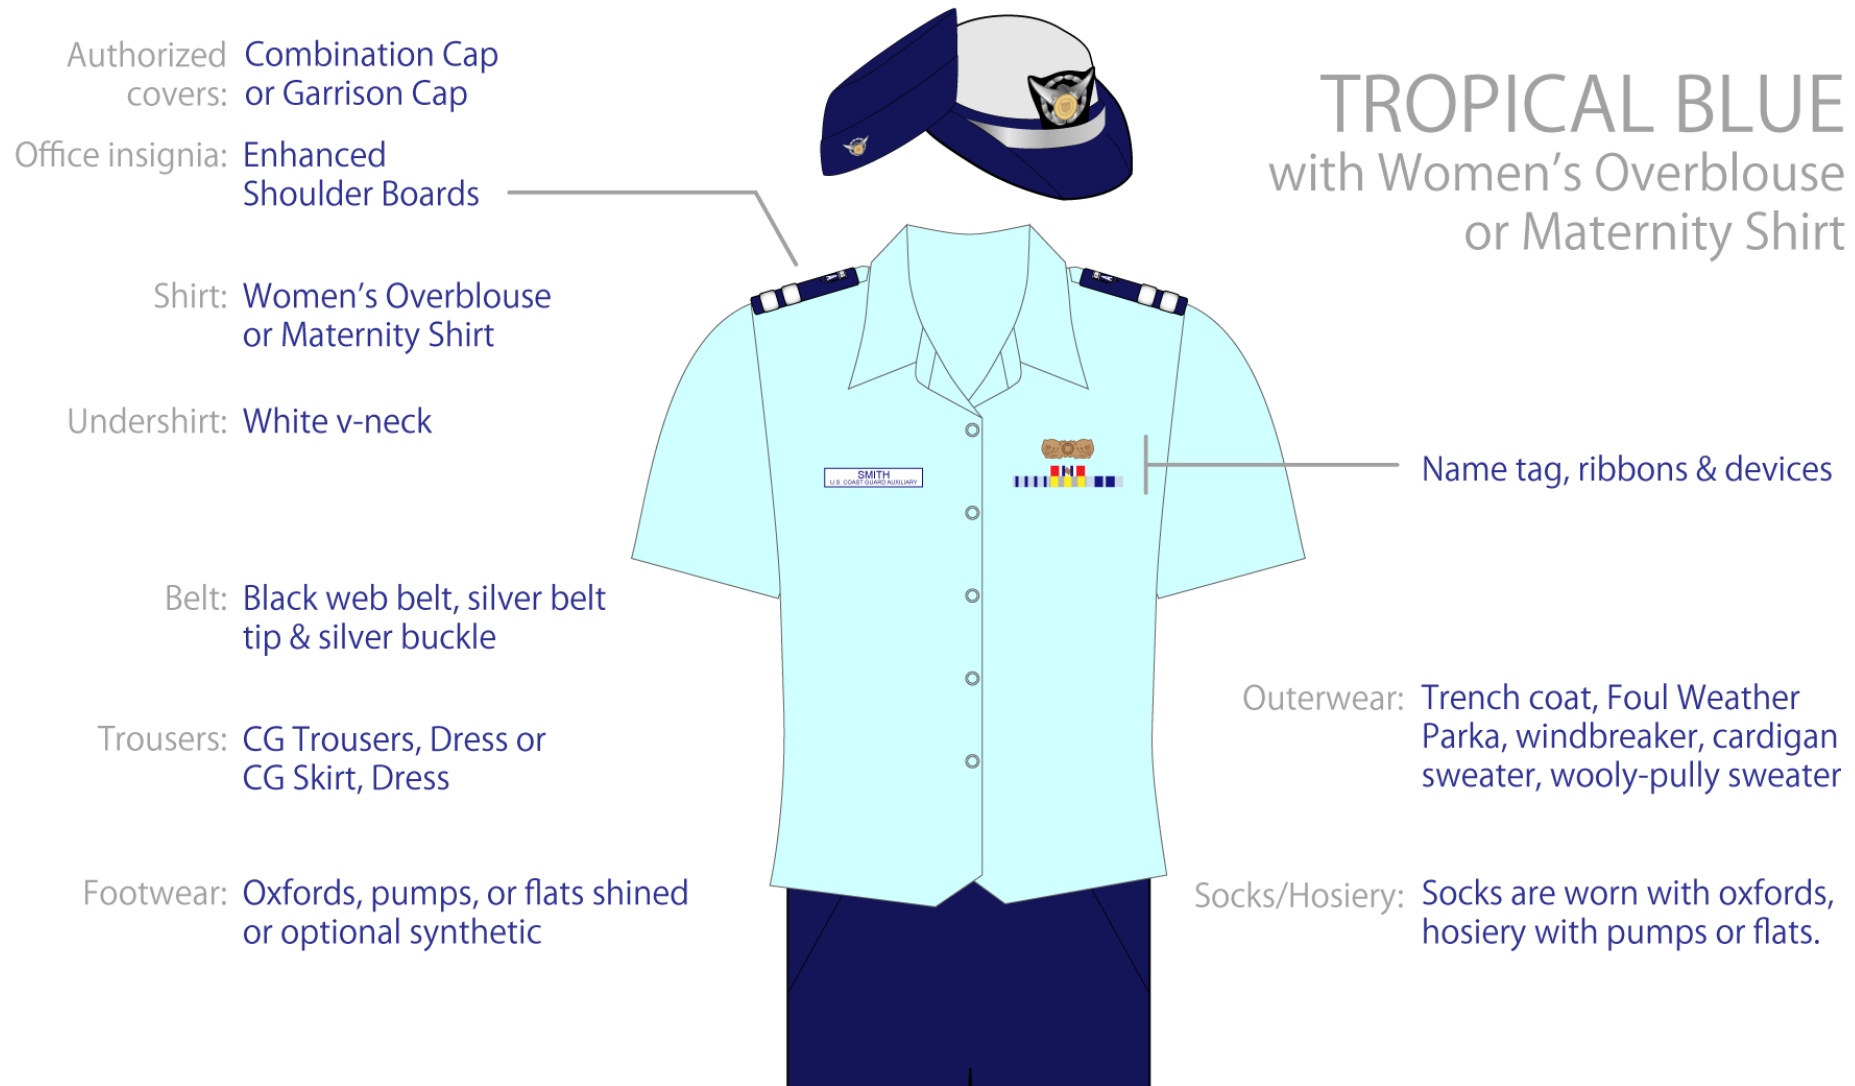 Authorized covers: Combination Cap
or Garrison Cap
Office insignia: Enhanced
Shoulder Boards
Shirt: Women's Overblouse
or Maternity Shirt
Undershirt: White v-neck
Belt: Black web belt, silver belt
tip & silver buckle
Trousers: CG Trousers, Dress or
CG Skirt, Dress
Footwear: Oxfords, pumps, or flats shined
or optional synthetic
SMITH
U.S. COAST GUARD AUXILIARY
TROPICAL BLUE
with Women's Overblouse
or Maternity Shirt
Name tag, ribbons & devices
Outerwear: Trench coat, Foul Weather
Parka, windbreaker, cardigan
sweater, wooly-pully sweater
Socks/Hosiery: Socks are worn with oxfords,
hosiery with pumps or flats.